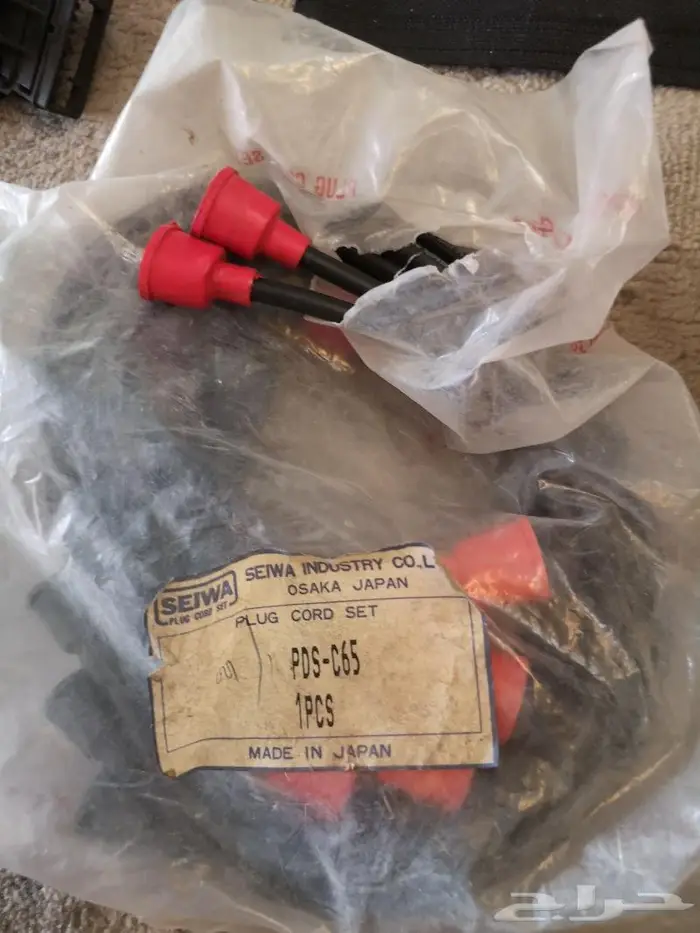 PLUG C
SEIWA INDUSTRY CO.,L
OSAKA JAPAN
SEIWA
PLUG CORD SET
PLUG CORD SET
PDS-C65
1PCS
MADE IN JAPAN
حراج